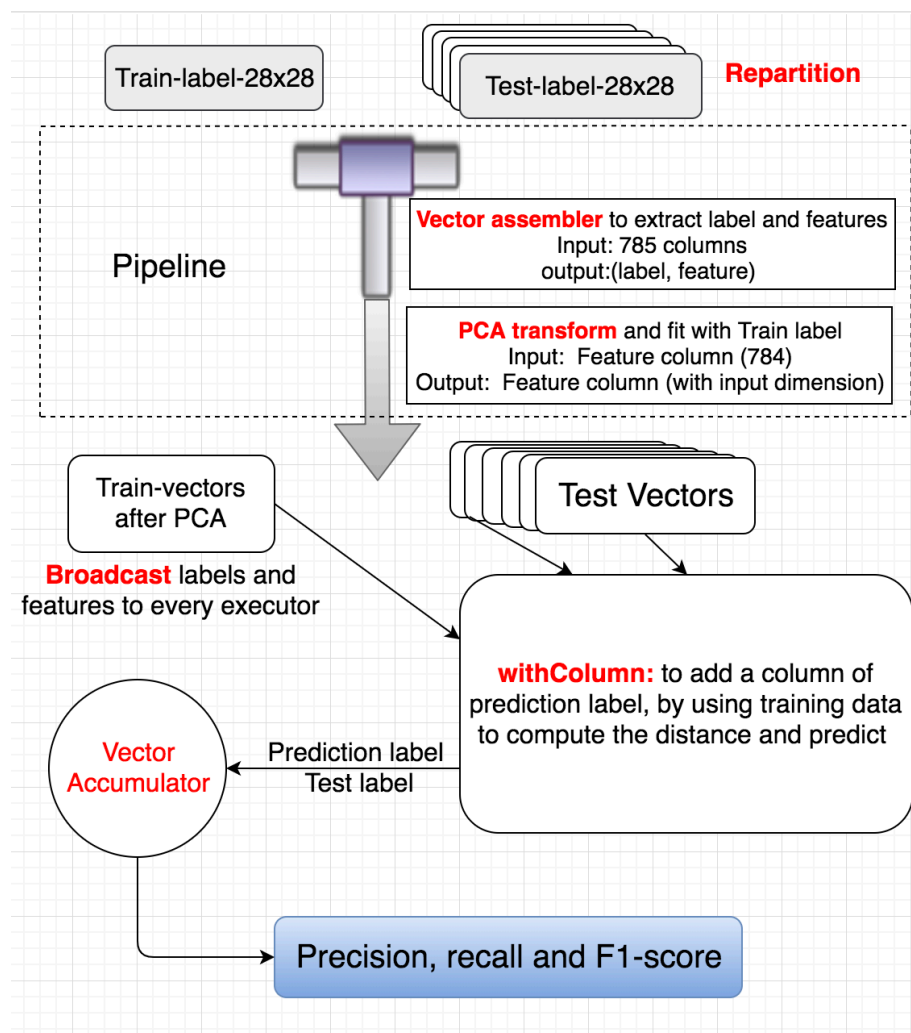 Train-label-28x28
Test-label-28x28
Repartition
Pipeline
Vector assembler to extract label and features
Input: 785 columns
output:(label, feature)
PCA transform and fit with Train label
Input: Feature column (784)
Output: Feature column (with input dimension)
Train-vectors
after PCA
Test Vectors
Broadcast labels and
features to every executor
withColumn: to add a column of
prediction label, by using training data
to compute the distance and predict
Prediction label
Test label
Vector
Accumulator
Precision, recall and F1-score